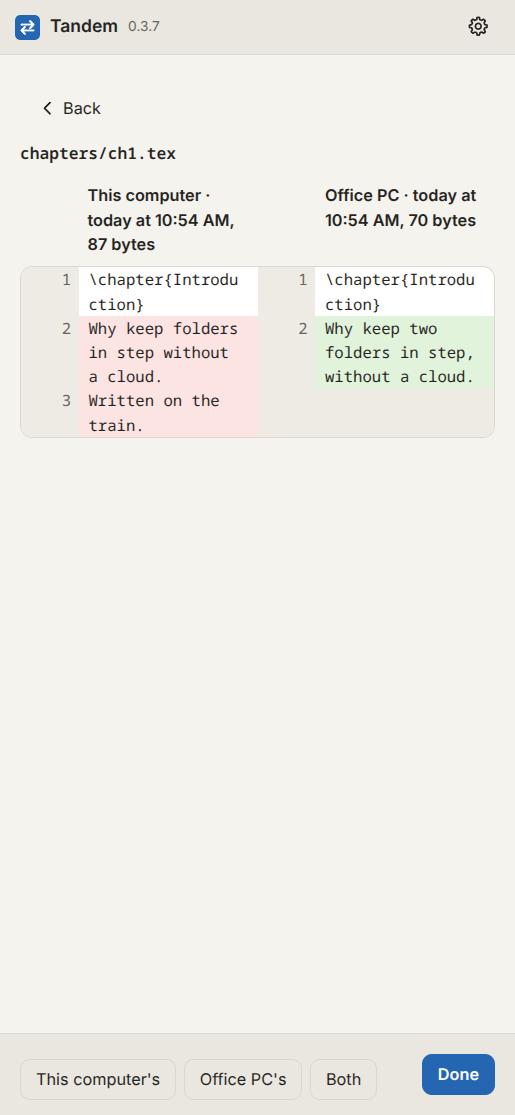 Tandem 0.3.7
Back
chapters/ch1.tex
This computer ·
today at 10:54 AM,
87 bytes
Office PC · today at
10:54 AM, 70 bytes
1 \chapter{Introdu
ction}
2 Why keep folders
in step without
a cloud.
3 Written on the
train.
1 \chapter{Introdu
ction}
2 Why keep two
folders in step,
without a cloud.
This computer's
Office PC's
Both
Done